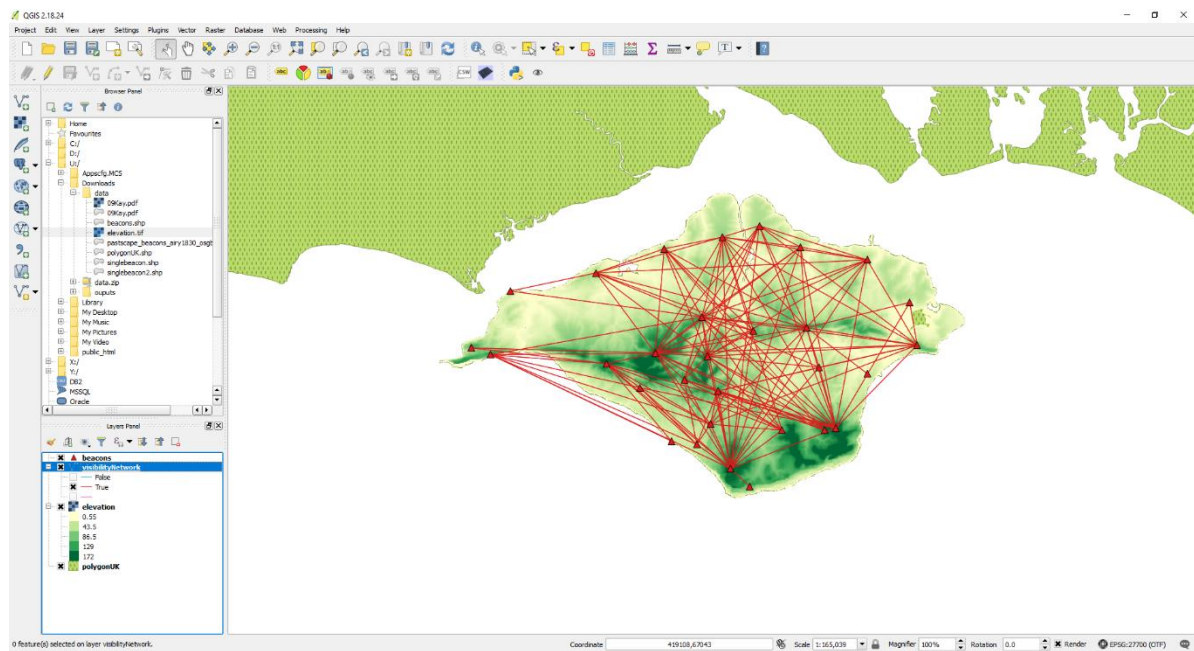 QGIS 2.18.24
Project Edit View Layer Settings Plugins Vector Raster Database Web Processing Help
CSW
Browser Panel
Home
Favourites
C:/
D:/
U:/
Appscfg.MCS
Downloads
data
09Kay.pdf
09Kay.pdf
beacons.shp
elevation.tif
pastscape_beacons_airy1830_osgb
polygonUK.shp
singlebeacon.shp
singlebeacon2.shp
data.zip
ouputs
Library
My Desktop
My Music
My Pictures
My Video
public_html
X:/
Y:/
DB2
MSSQL
Oracle
Layers Panel
beacons
visibilityNetwork
False
True
elevation
0.55
43.5
86.5
129
172
polygonUK
0 feature(s) selected on layer visibilityNetwork. Coordinate 419108,67043 Scale 1:165,039 Magnifier 100% Rotation 0.0 Render EPSG:27700 (OTF)